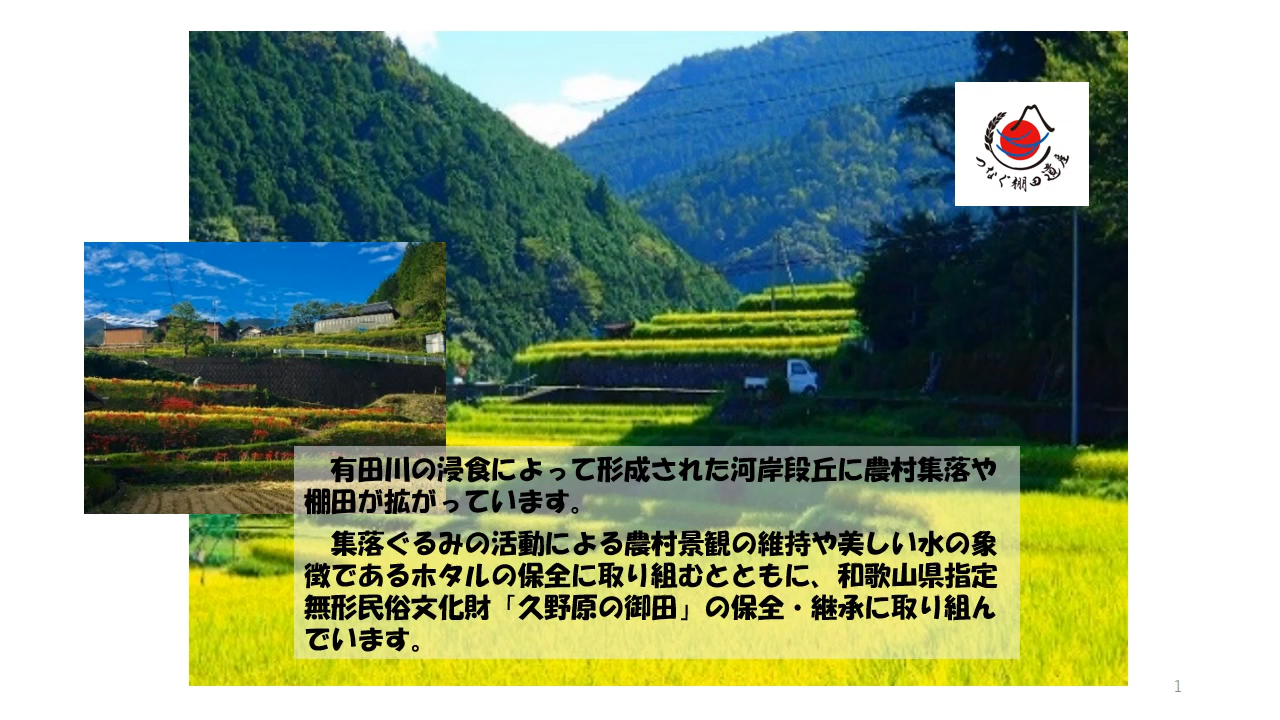 つなぐ棚田遺産
有田川の浸食によって形成された河岸段丘に農村集落や
棚田が拡がっています。
集落ぐるみの活動による農村景観の維持や美しい水の象
徴であるホタルの保全に取り組むとともに、和歌山県指定
無形民俗文化財「久野原の御田」の保全・継承に取り組ん
でいます。
1